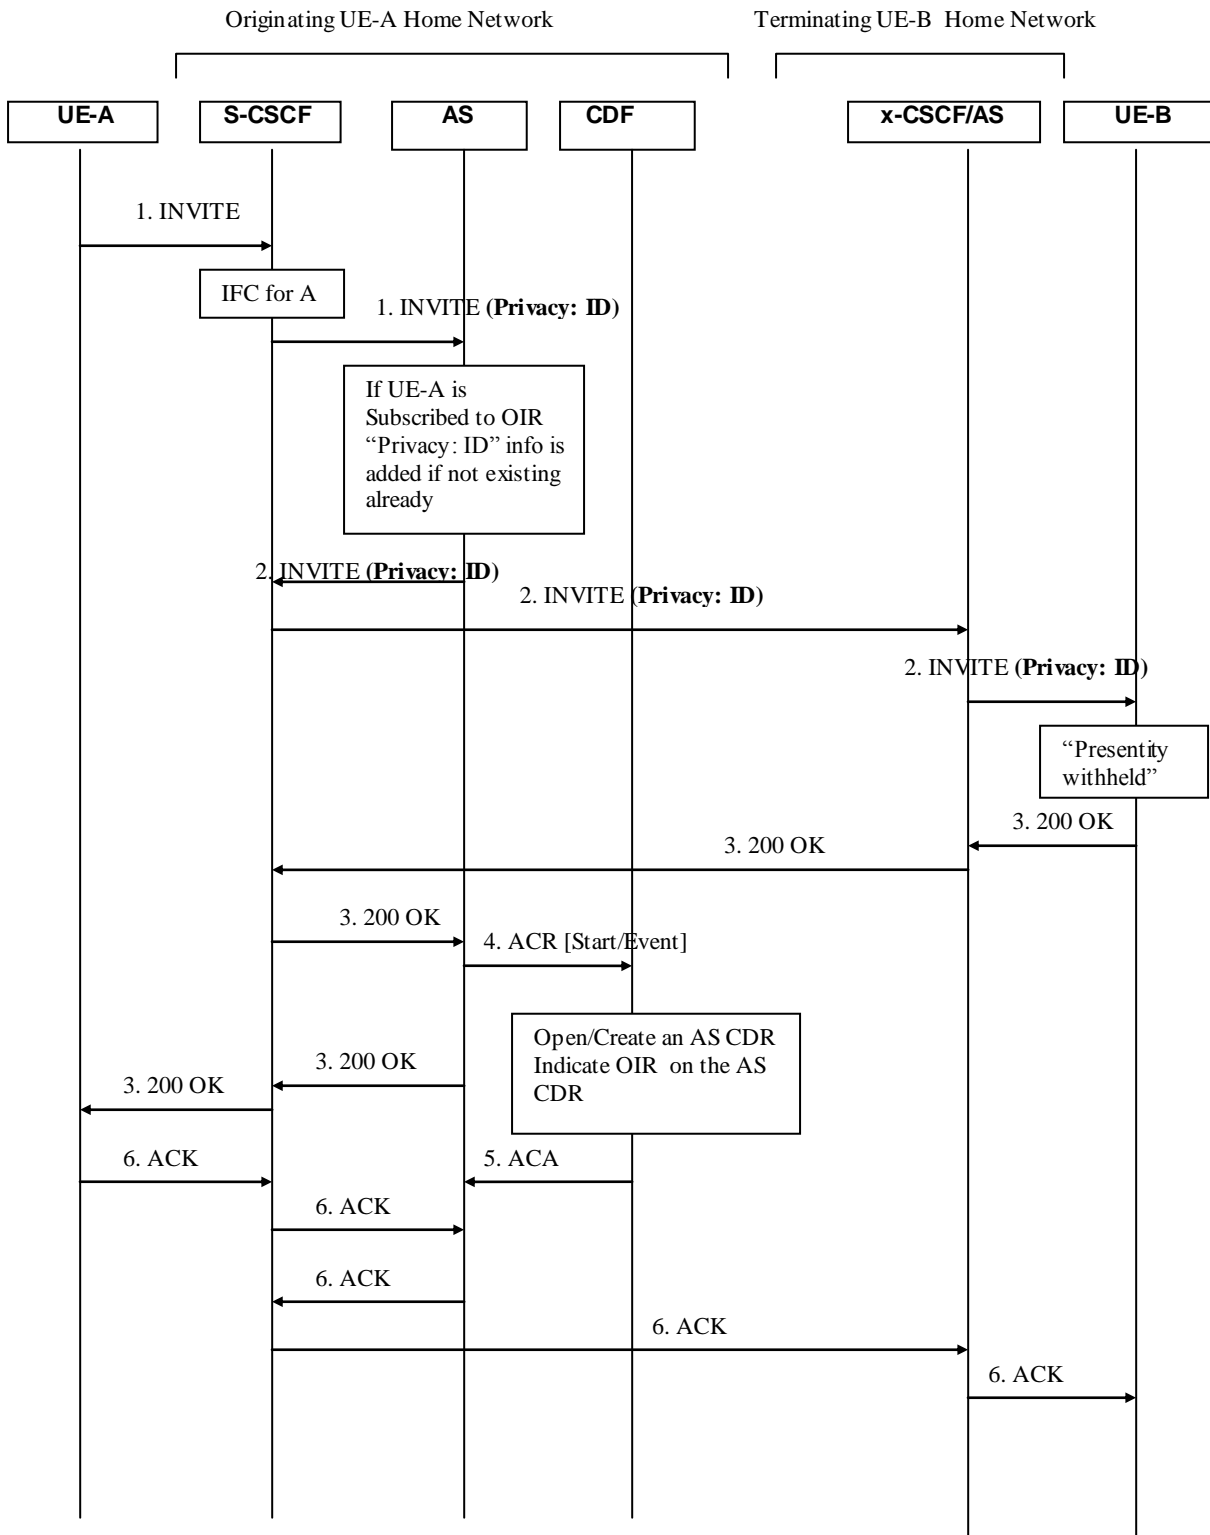 Originating UE-A Home Network
Terminating UE-B Home Network
UE-A
S-CSCF
AS
CDF
x-CSCF/AS
UE-B
1. INVITE
IFC for A
1. INVITE (Privacy: ID)
If UE-A is
Subscribed to OIR
“Privacy: ID” info is
added if not existing
already
2. INVITE (Privacy: ID)
2. INVITE (Privacy: ID)
2. INVITE (Privacy: ID)
“Presentity
withheld”
3. 200 OK
3. 200 OK
3. 200 OK
4. ACR [Start/Event]
Open/Create an AS CDR
Indicate OIR on the AS
CDR
3. 200 OK
3. 200 OK
6. ACK
5. ACA
6. ACK
6. ACK
6. ACK
6. ACK